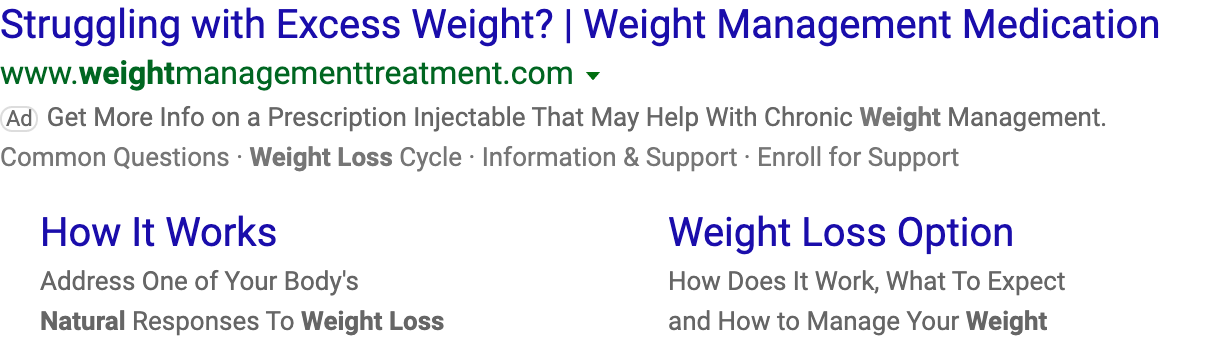 Struggling with Excess Weight? | Weight Management Medication
www.weightmanagementtreatment.com
Ad Get More Info on a Prescription Injectable That May Help With Chronic Weight Management.
Common Questions · Weight Loss Cycle · Information & Support · Enroll for Support
How It Works
Address One of Your Body's
Natural Responses To Weight Loss
Weight Loss Option
How Does It Work, What To Expect
and How to Manage Your Weight